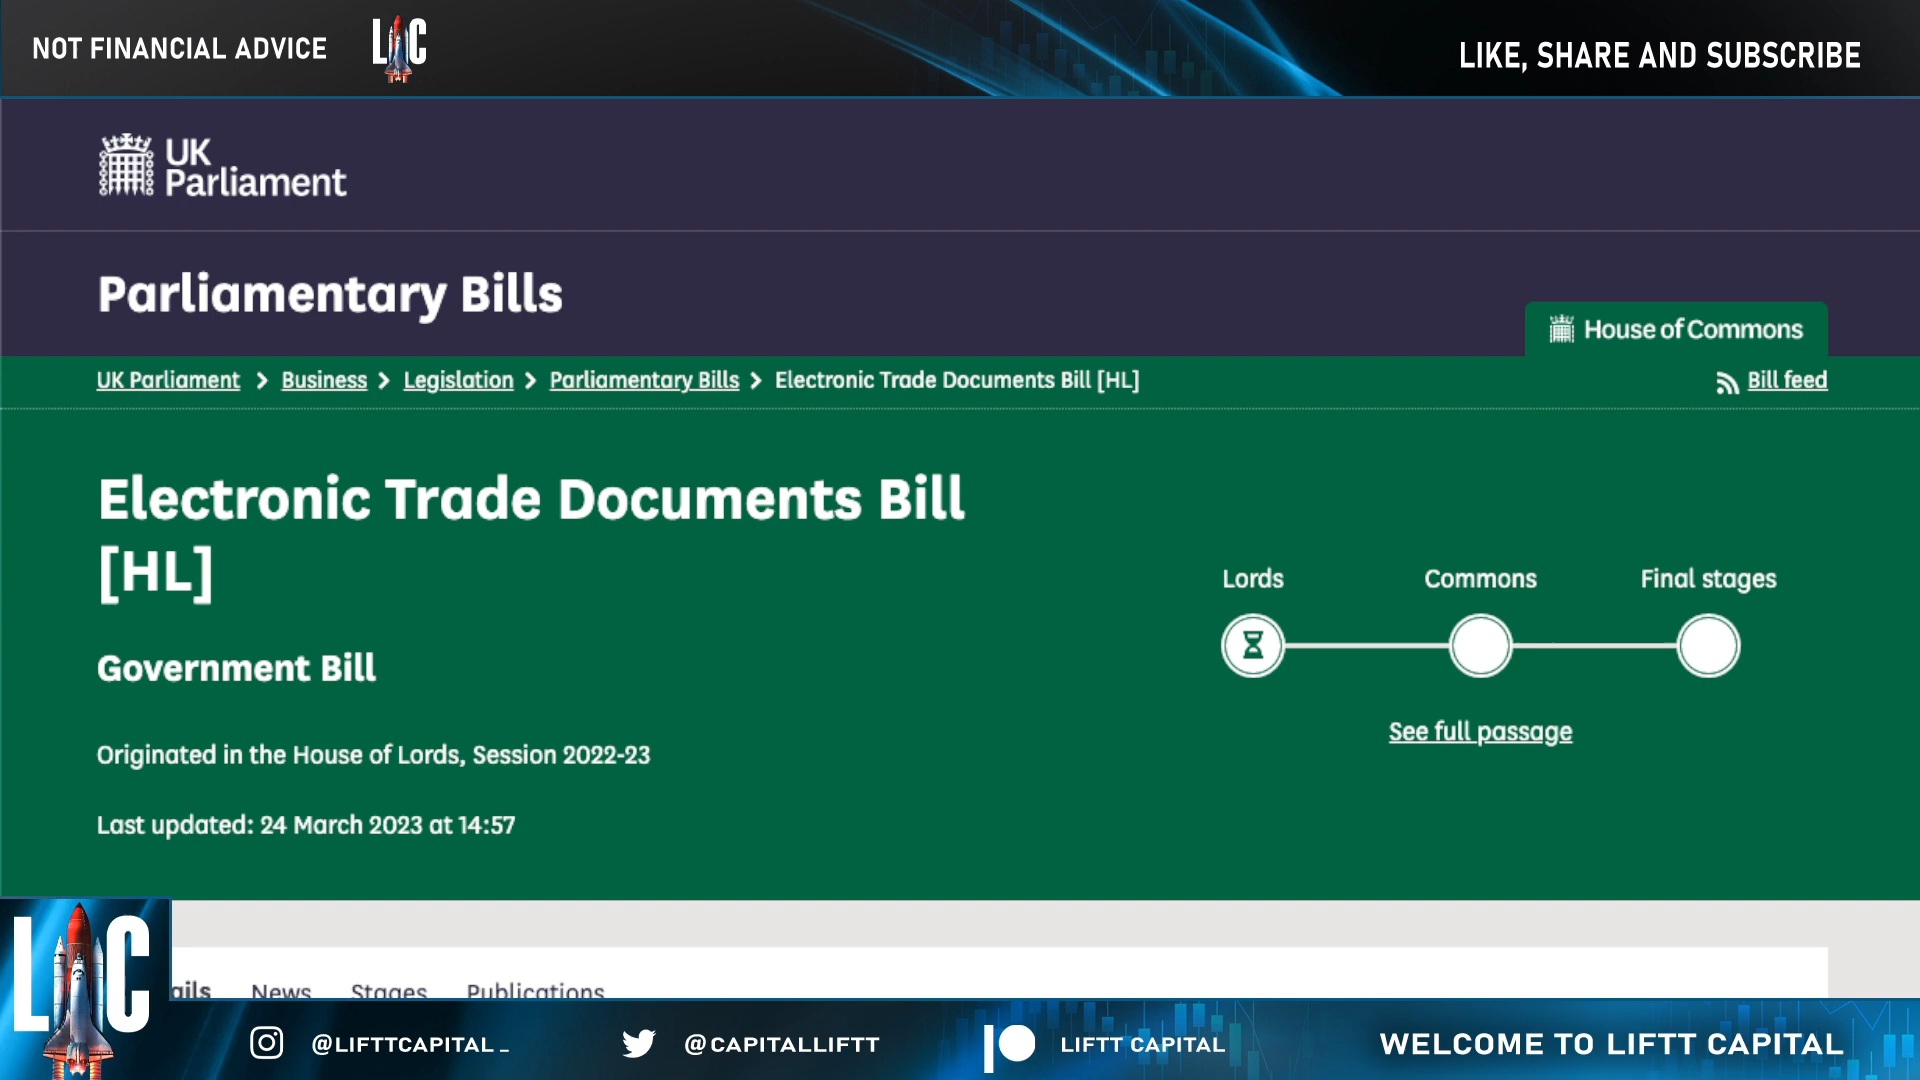 NOT FINANCIAL ADVICE
LC
LIKE, SHARE AND SUBSCRIBE
UK
Parliament
Parliamentary Bills
House of Commons
UK Parliament > Business > Legislation > Parliamentary Bills > Electronic Trade Documents Bill [HL]
Bill feed
Electronic Trade Documents Bill
[HL]
Government Bill
Originated in the House of Lords, Session 2022-23
Last updated: 24 March 2023 at 14:57
Lords
Commons
Final stages
See full passage
ails News Stages Publications
LC
@LIFTTCAPITAL_
@CAPITALLIFTT
LIFTT CAPITAL
WELCOME TO LIFTT CAPITAL